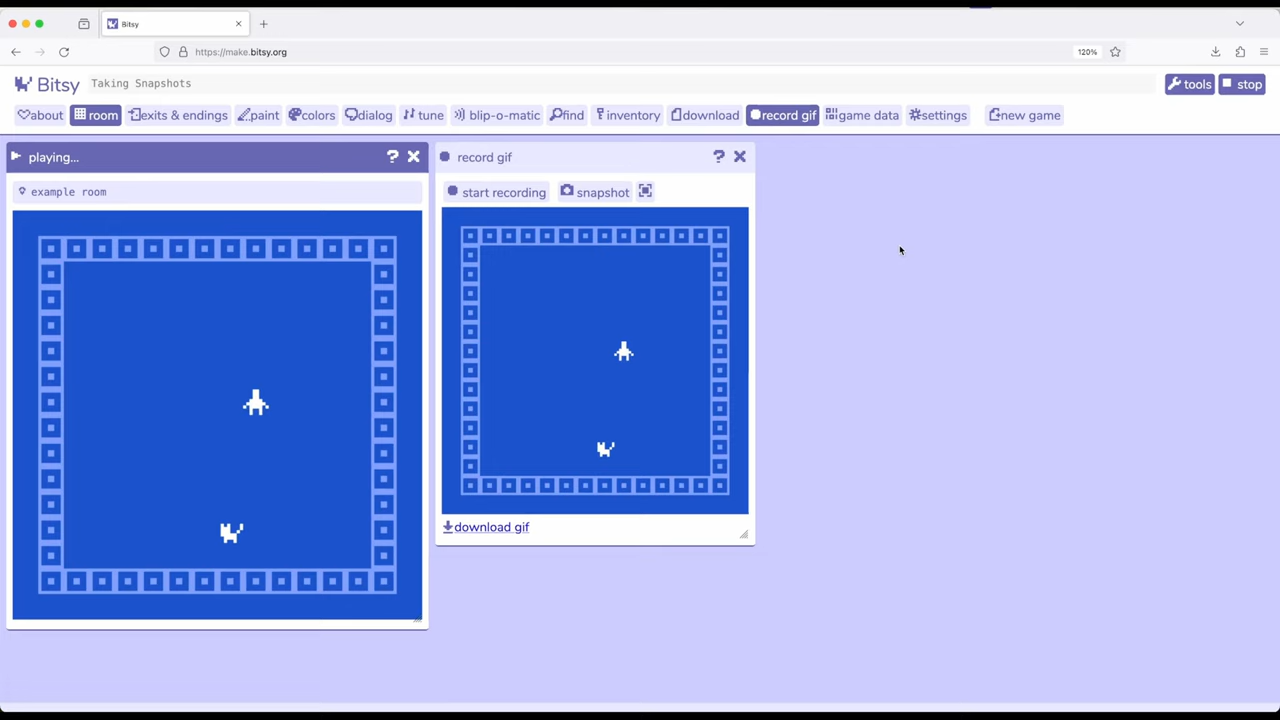 Bitsy
https://make.bitsy.org
120%
Bitsy
Taking Snapshots
tools
stop
about
room
exits & endings
paint
colors
dialog
tune
blip-o-matic
find
inventory
download
record gif
game data
settings
new game
playing...
?
example room
record gif
?
start recording
snapshot
download gif